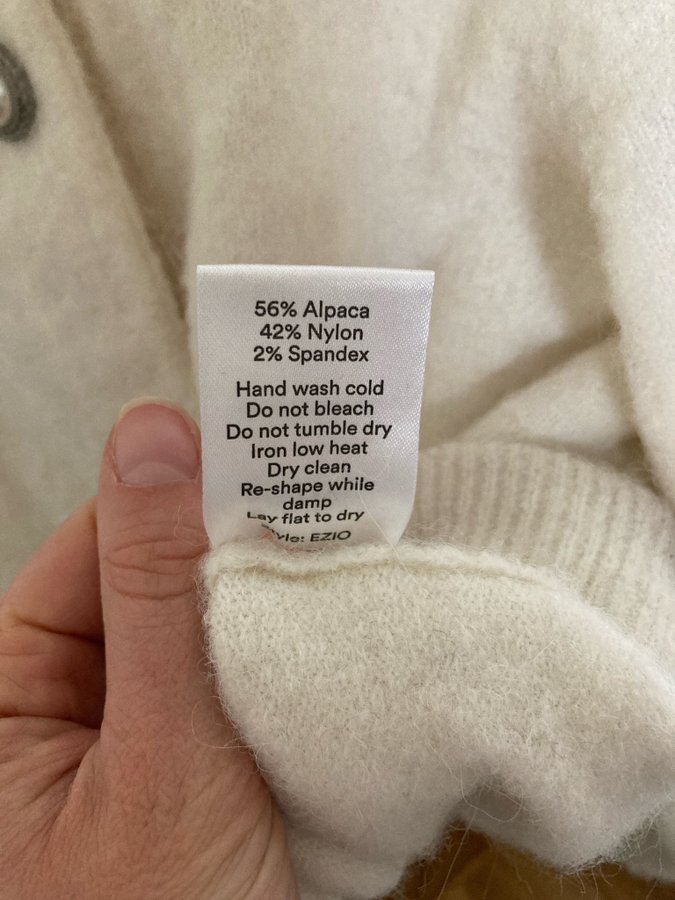 56% Alpaca
42% Nylon
2% Spandex
Hand wash cold
Do not bleach
Do not tumble dry
Iron low heat
Dry clean
Re-shape while
damp
Lay flat to dry
EZIO